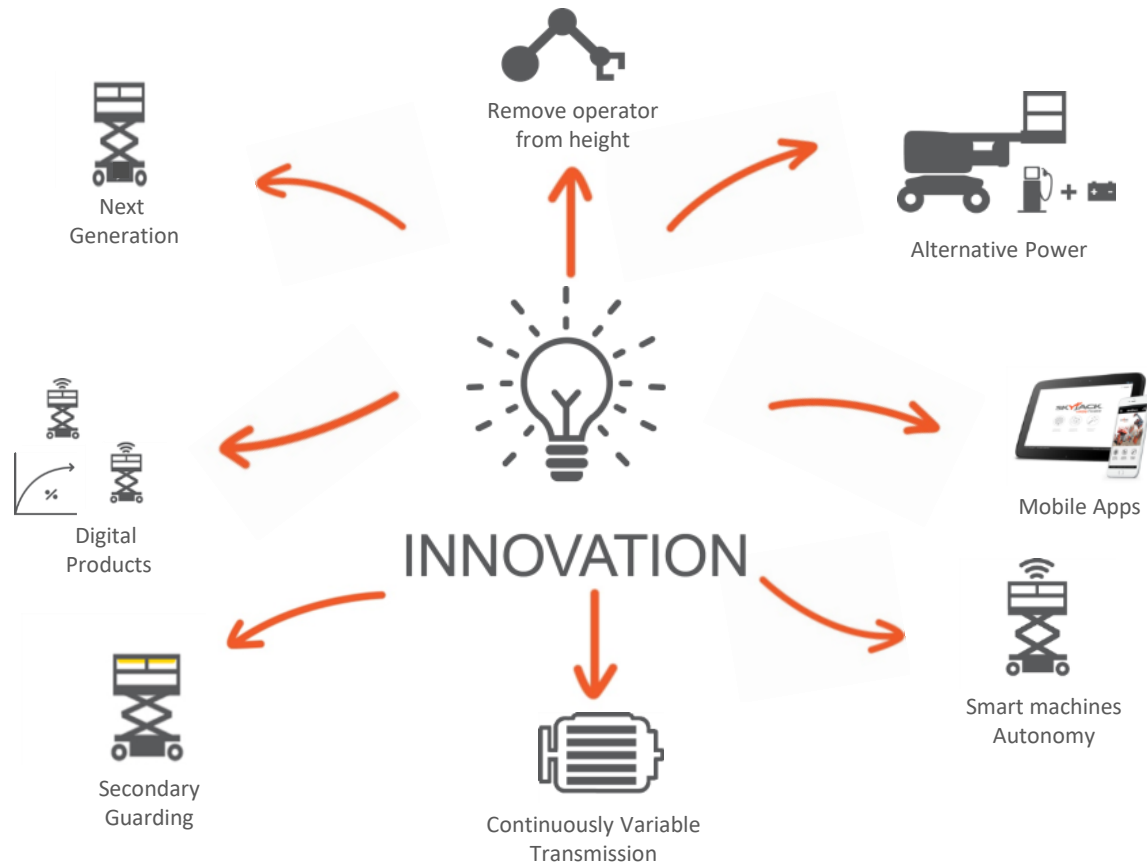 Remove operator
from height
Next
Generation
Alternative Power
SKYJACK
Mobile Apps
%
Digital
Products
INNOVATION
Smart machines
Autonomy
Secondary
Guarding
Continuously Variable
Transmission